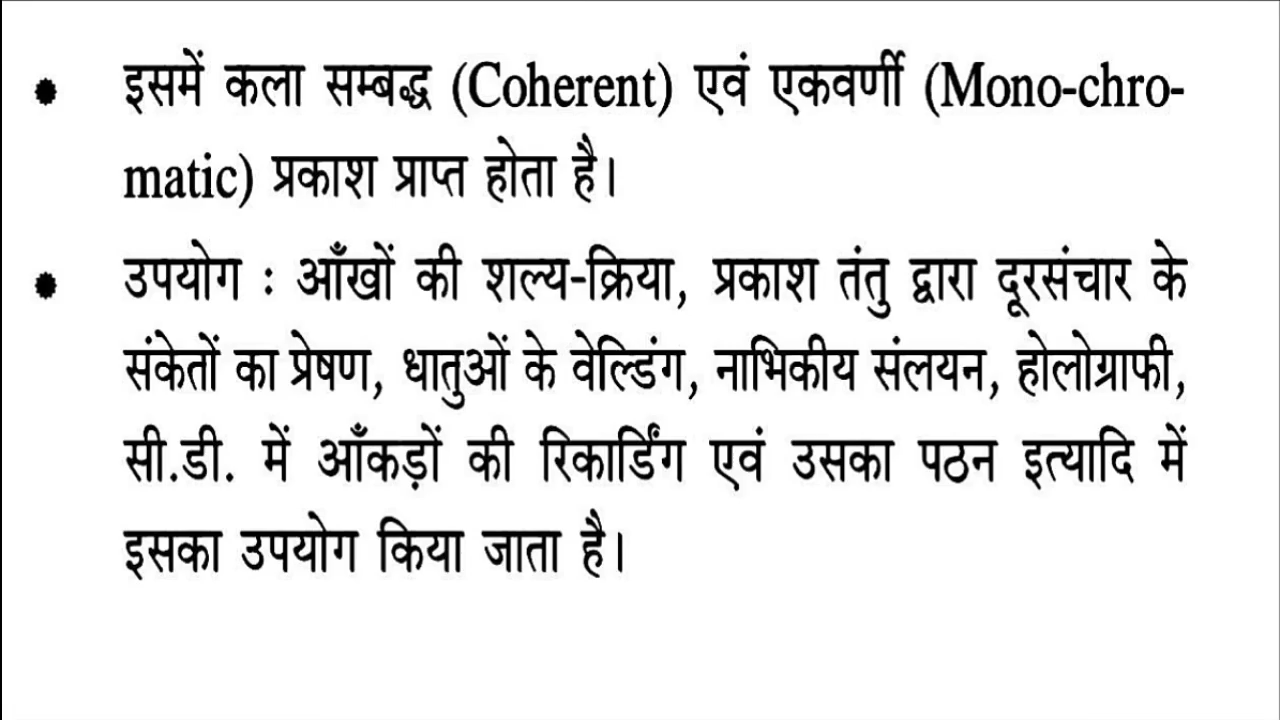 इसमें कला सम्बद्ध (Coherent) एवं एकवर्णी (Mono-chro-
matic) प्रकाश प्राप्त होता है।
उपयोग : आँखों की शल्य-क्रिया, प्रकाश तंतु द्वारा दूरसंचार के
संकेतों का प्रेषण, धातुओं के वेल्डिंग, नाभिकीय संलयन, होलोग्राफी,
सी.डी. में आँकड़ों की रिकार्डिंग एवं उसका पठन इत्यादि में
इसका उपयोग किया जाता है।